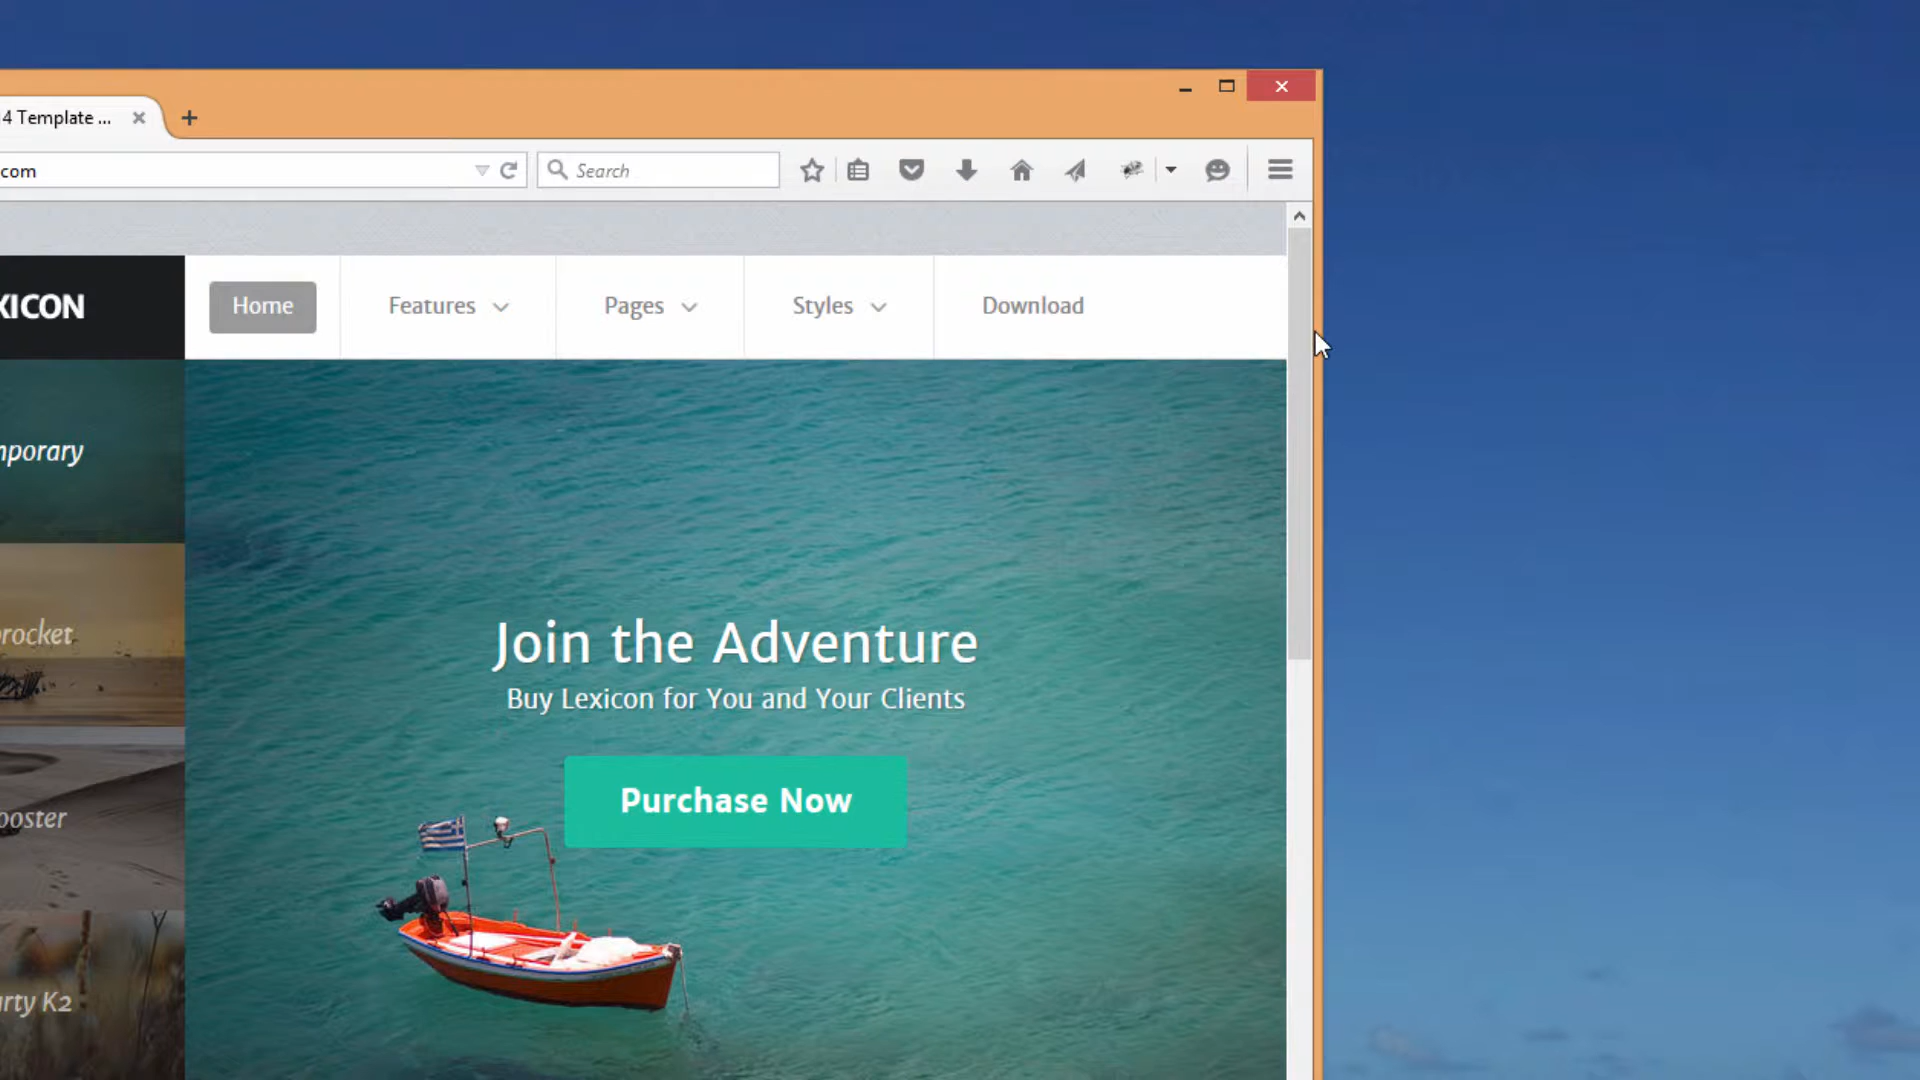 4 Template ...
com
Search
XICON
Home
Features
Pages
Styles
Download
mporary
rocket
ooster
arty K2
Join the Adventure
Buy Lexicon for You and Your Clients
Purchase Now